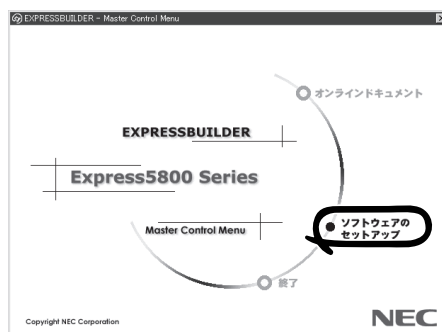 EXPRESSBUILDER - Master Control Menu
オンラインドキュメント
EXPRESSBUILDER
Express5800 Series
ソフトウェアの
セットアップ
Master Control Menu
終了
Copyright NEC Corporation
NEC